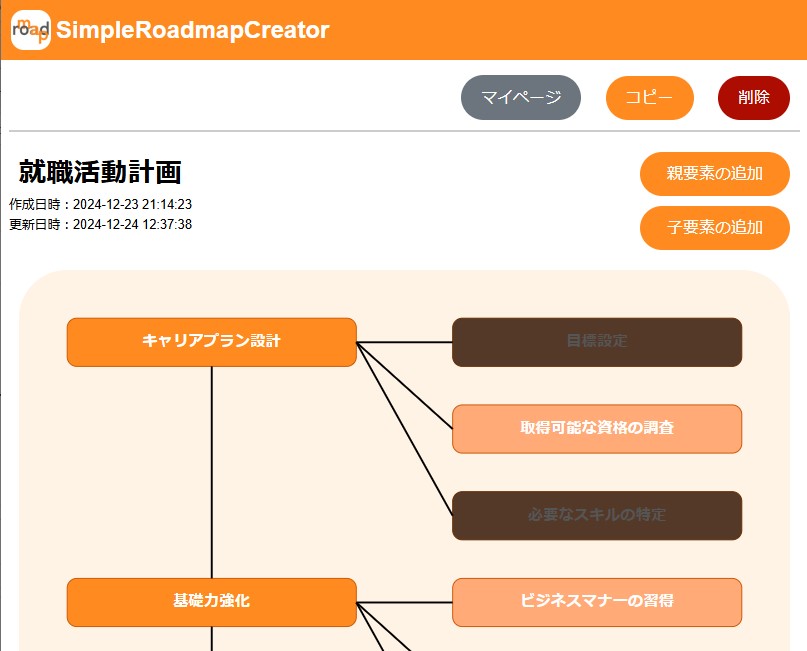 road map
SimpleRoadmapCreator
マイページ
コピー
削除
就職活動計画
親要素の追加
作成日時：2024-12-23 21:14:23
更新日時：2024-12-24 12:37:38
子要素の追加
キャリアプラン設計
目標設定
取得可能な資格の調査
必要なスキルの特定
基礎力強化
ビジネスマナーの習得